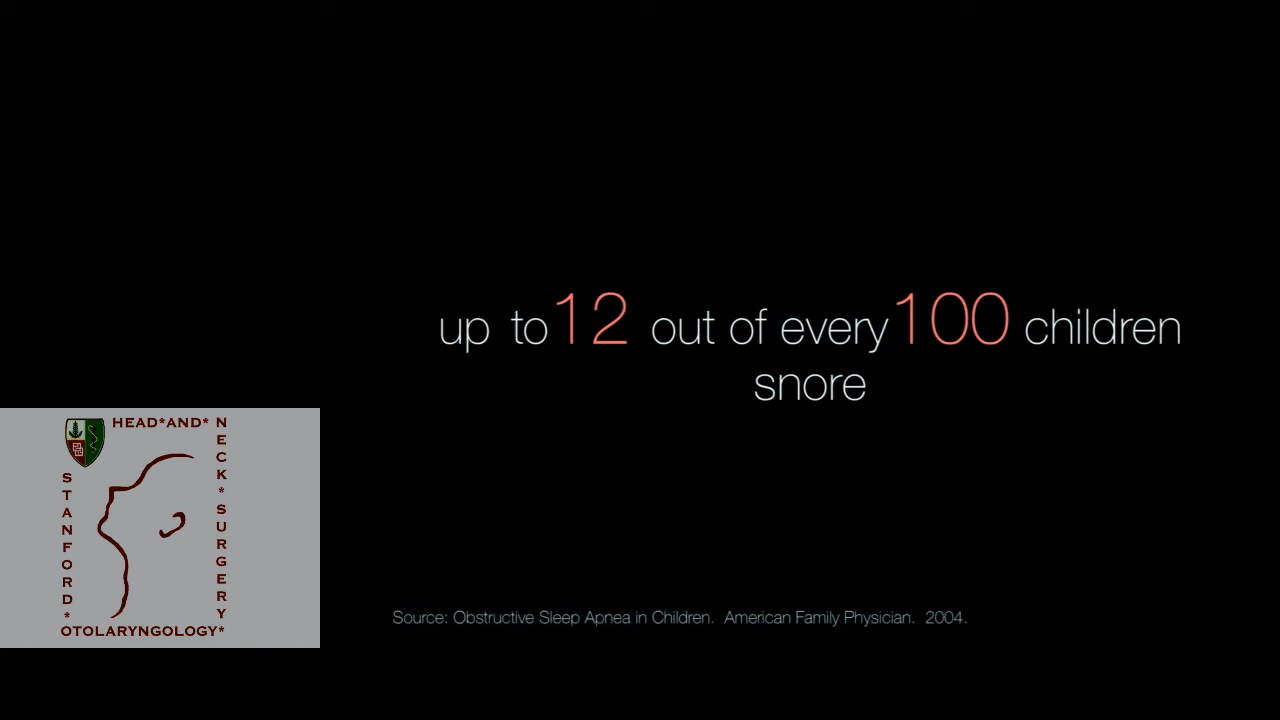 up to 12 out of every 100 children
snore
HEAD*AND*
NECK*SURGERY
STANFORD*
OTOLARYNGOLOGY*
Source: Obstructive Sleep Apnea in Children. American Family Physician. 2004.